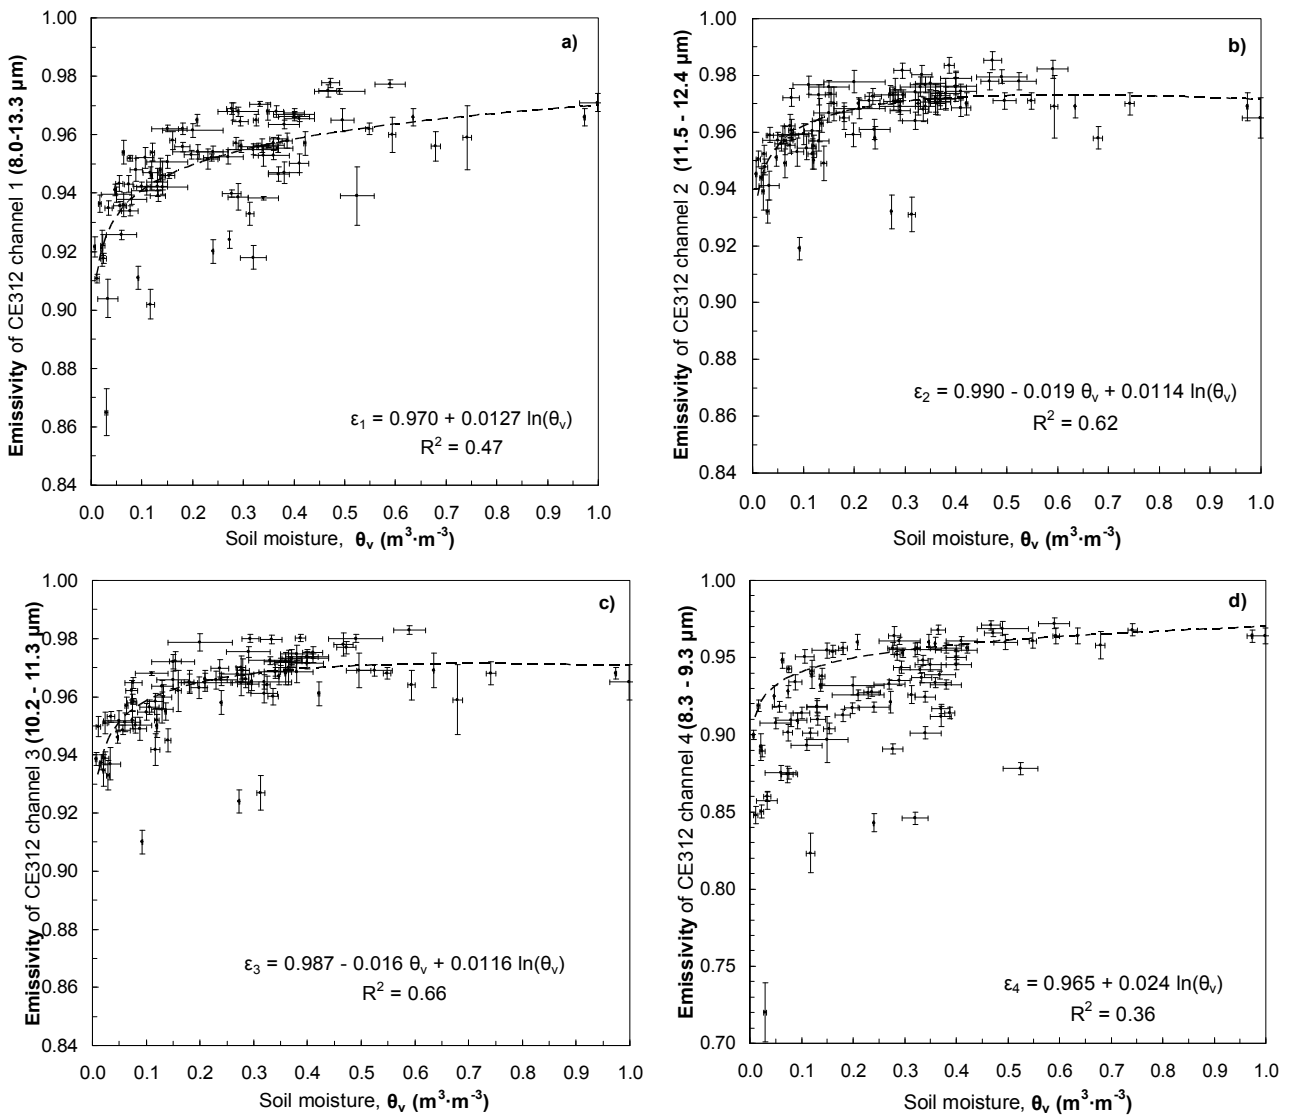 a)
1.00
0.98
0.96
0.94
0.92
0.90
0.88
0.86
0.84
Emissivity of CE312 channel 1 (8.0-13.3 µm)
ε1 = 0.970 + 0.0127 ln(θv)
R2 = 0.47
0.0 0.1 0.2 0.3 0.4 0.5 0.6 0.7 0.8 0.9 1.0
Soil moisture, θv (m3·m-3)
b)
1.00
0.98
0.96
0.94
0.92
0.90
0.88
0.86
0.84
Emissivity of CE312 channel 2 (11.5 - 12.4 µm)
ε2 = 0.990 - 0.019 θv + 0.0114 ln(θv)
R2 = 0.62
0.0 0.1 0.2 0.3 0.4 0.5 0.6 0.7 0.8 0.9 1.0
Soil moisture, θv (m3·m-3)
c)
1.00
0.98
0.96
0.94
0.92
0.90
0.88
0.86
0.84
Emissivity of CE312 channel 3 (10.2 - 11.3 µm)
ε3 = 0.987 - 0.016 θv + 0.0116 ln(θv)
R2 = 0.66
0.0 0.1 0.2 0.3 0.4 0.5 0.6 0.7 0.8 0.9 1.0
Soil moisture, θv (m3·m-3)
d)
1.00
0.95
0.90
0.85
0.80
0.75
0.70
Emissivity of CE312 channel 4 (8.3 - 9.3 µm)
ε4 = 0.965 + 0.024 ln(θv)
R2 = 0.36
0.0 0.1 0.2 0.3 0.4 0.5 0.6 0.7 0.8 0.9 1.0
Soil moisture, θv (m3·m-3)